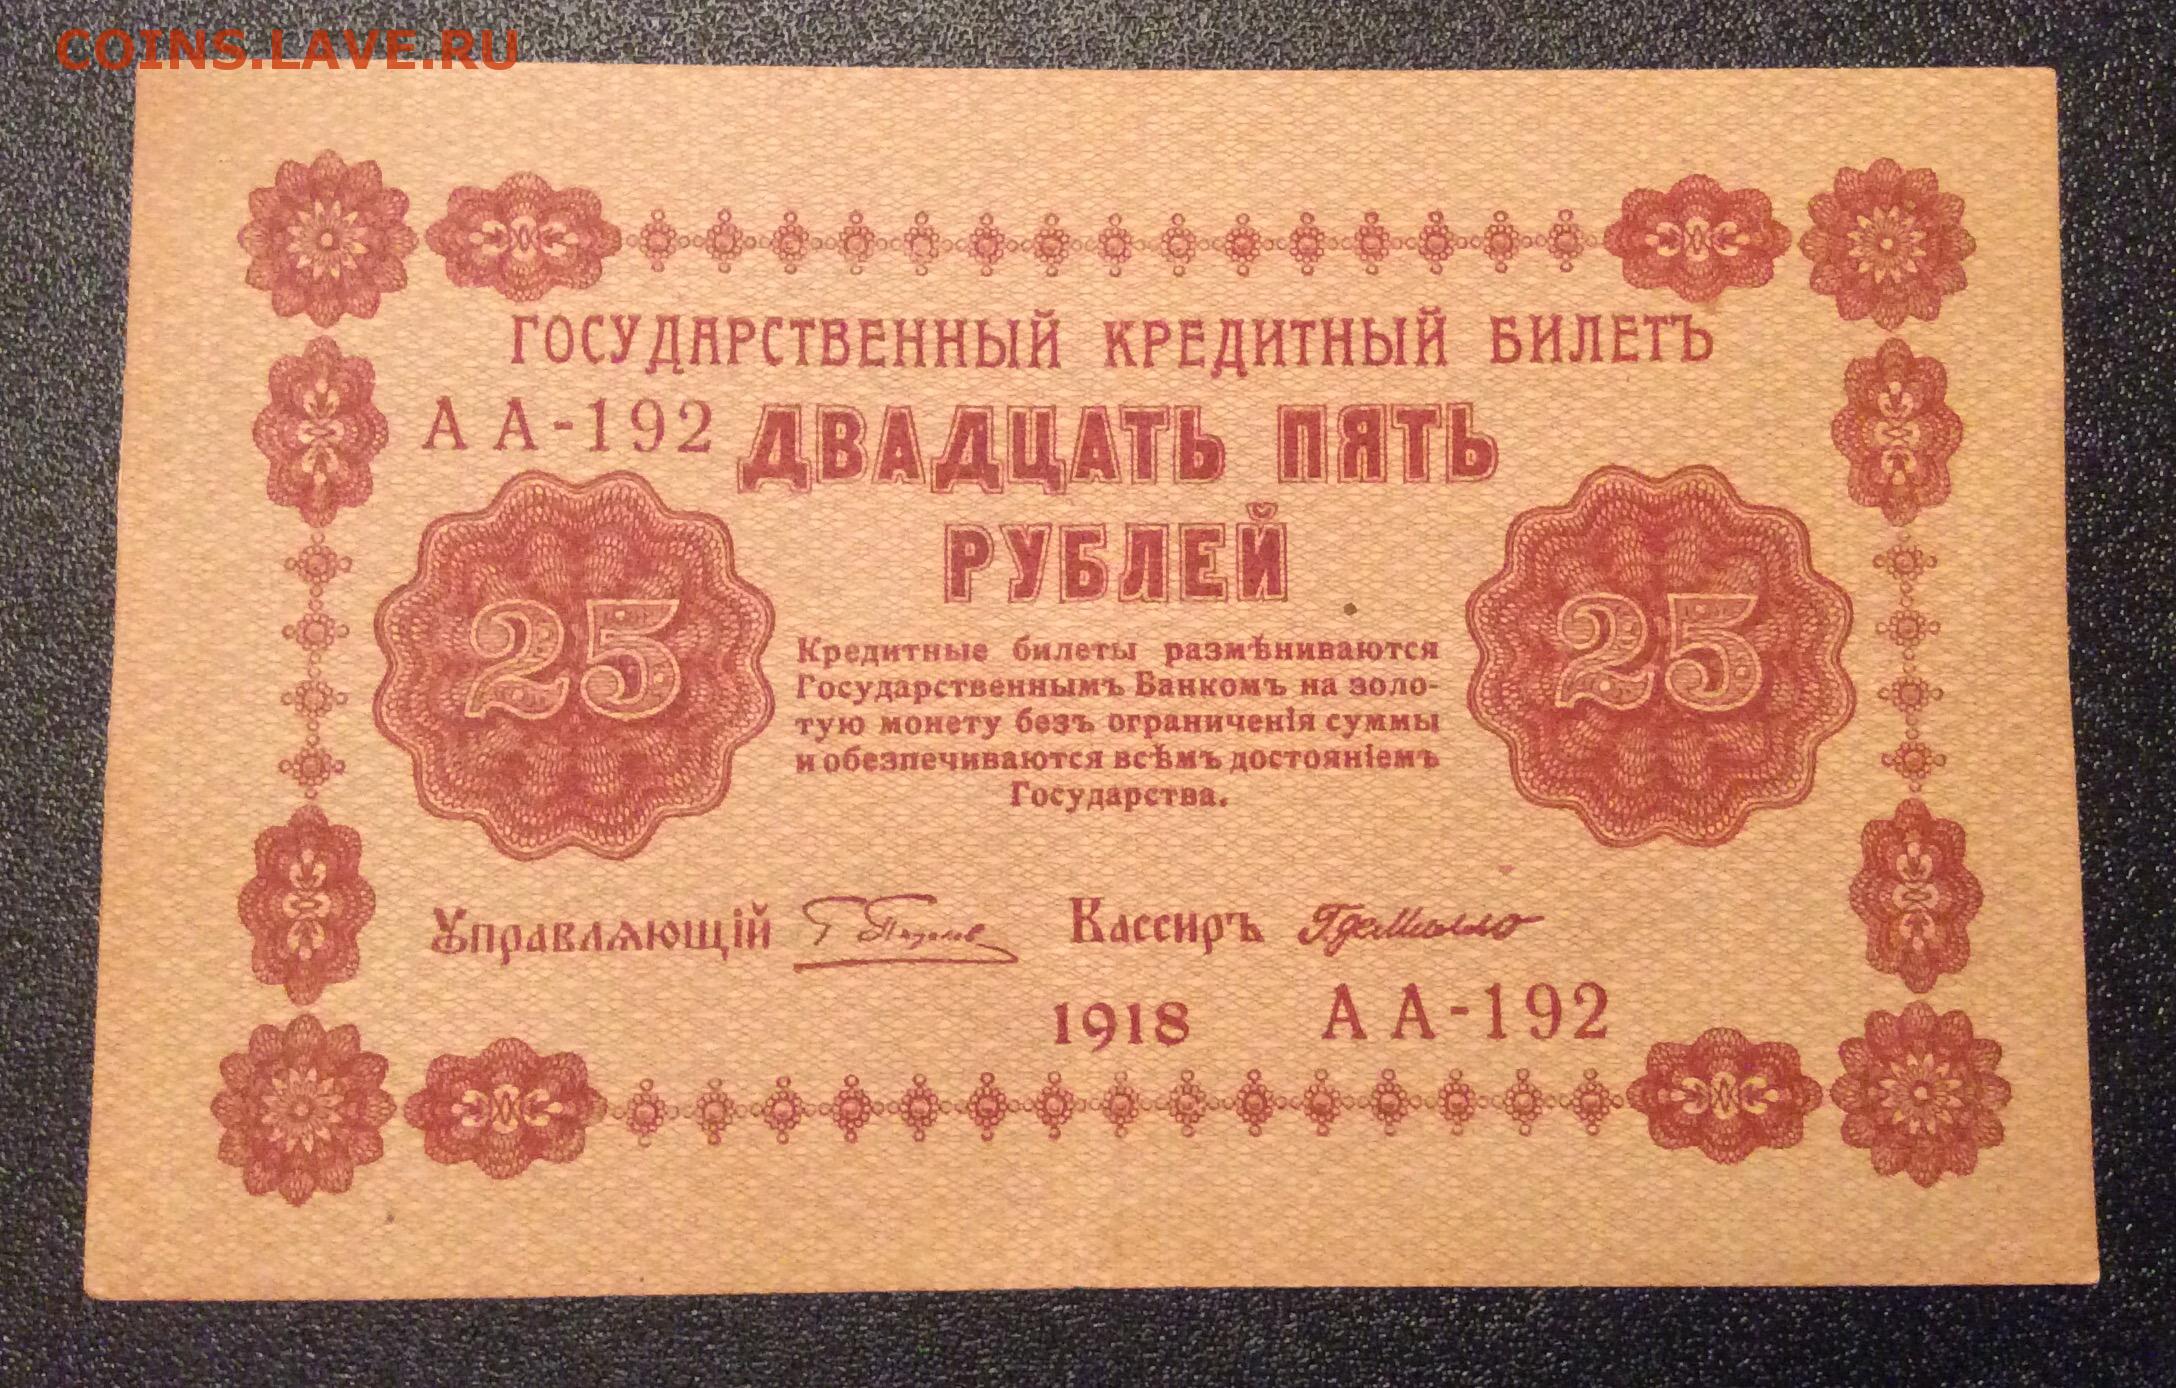 COINS.LAVE.RU
ГОСУДАРСТВЕННЫЙ КРЕДИТНЫЙ БИЛЕТЪ
АА-192
ДВАДЦАТЬ ПЯТЬ
РУБЛЕЙ
25
25
Кредитные билеты размѣниваются
Государственнымъ Банкомъ на золо-
тую монету безъ ограниченія суммы
и обезпечиваются всѣмъ достояніемъ
Государства.
Управляющій
Кассиръ
1918 АА-192